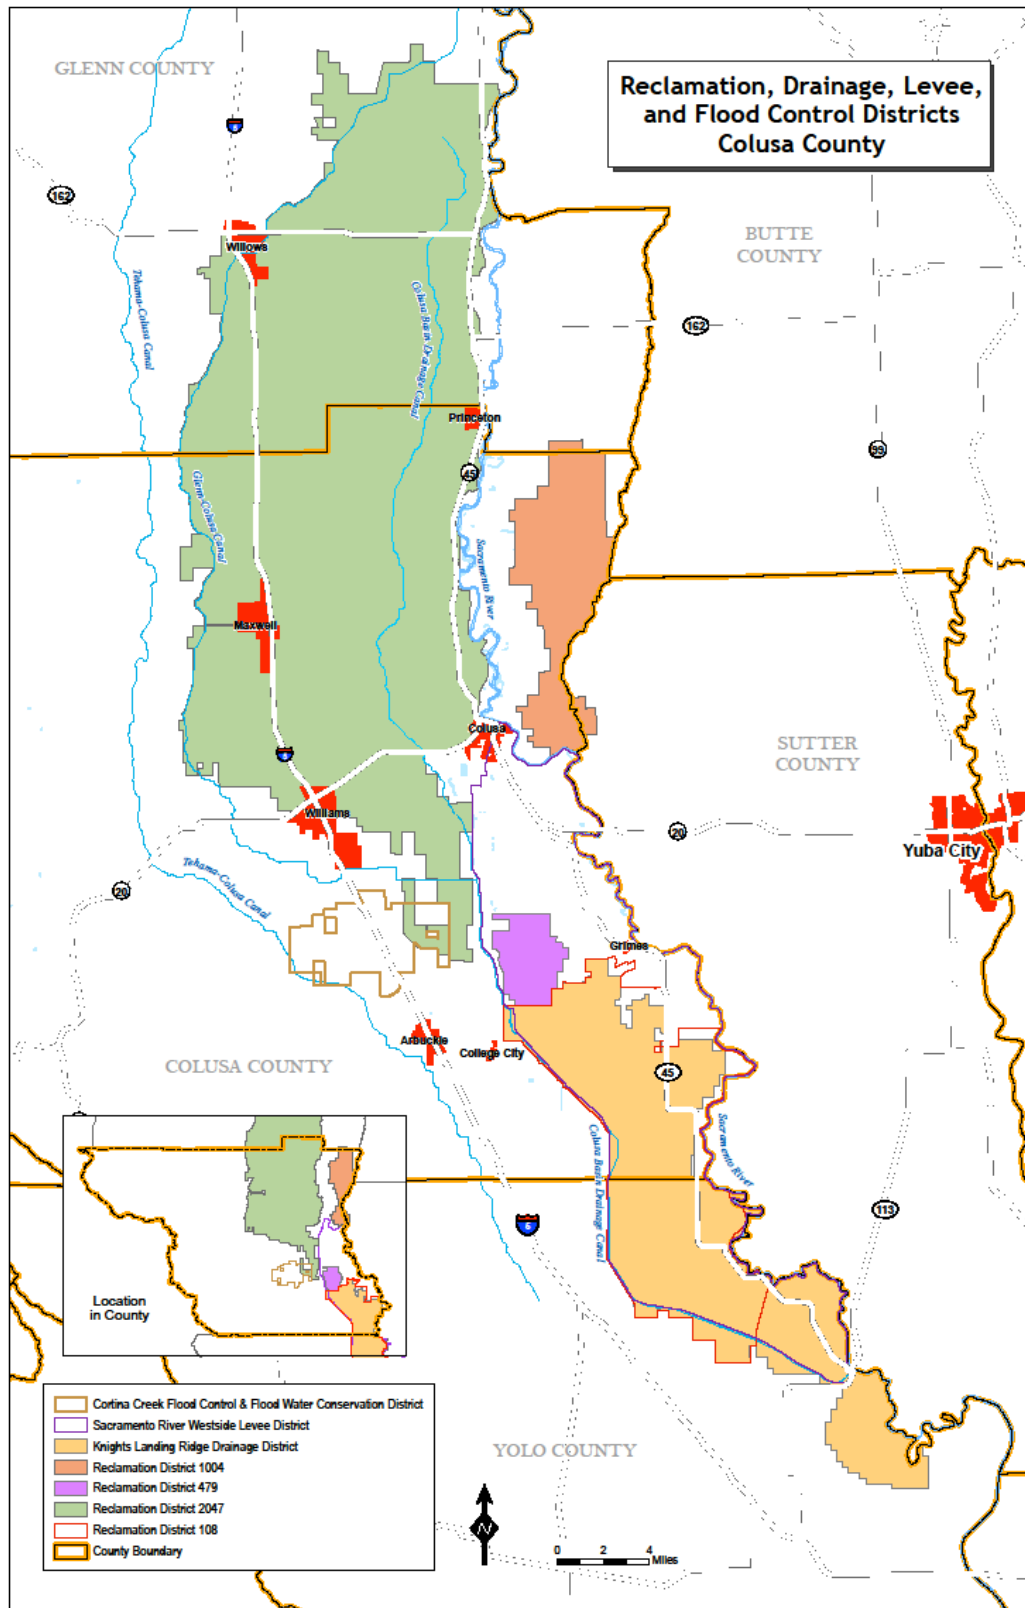 Reclamation, Drainage, Levee,
and Flood Control Districts
Colusa County
GLENN COUNTY
5
162
Willows
BUTTE
COUNTY
162
Tehama-Colusa Canal
Colusa Basin Drainage Canal
Princeton
45
99
Glenn-Colusa Canal
Sacramento River
Maxwell
Colusa
5
SUTTER
COUNTY
Williams
20
Yuba City
Tehama-Colusa Canal
20
Grimes
Arbuckle
College City
COLUSA COUNTY
45
Colusa Basin Drainage Canal
Sacramento River
113
5
Location
in County
Cortina Creek Flood Control & Flood Water Conservation District
Sacramento River Westside Levee District
Knights Landing Ridge Drainage District
Reclamation District 1004
Reclamation District 479
Reclamation District 2047
Reclamation District 108
County Boundary
YOLO COUNTY
N
0 2 4
Miles